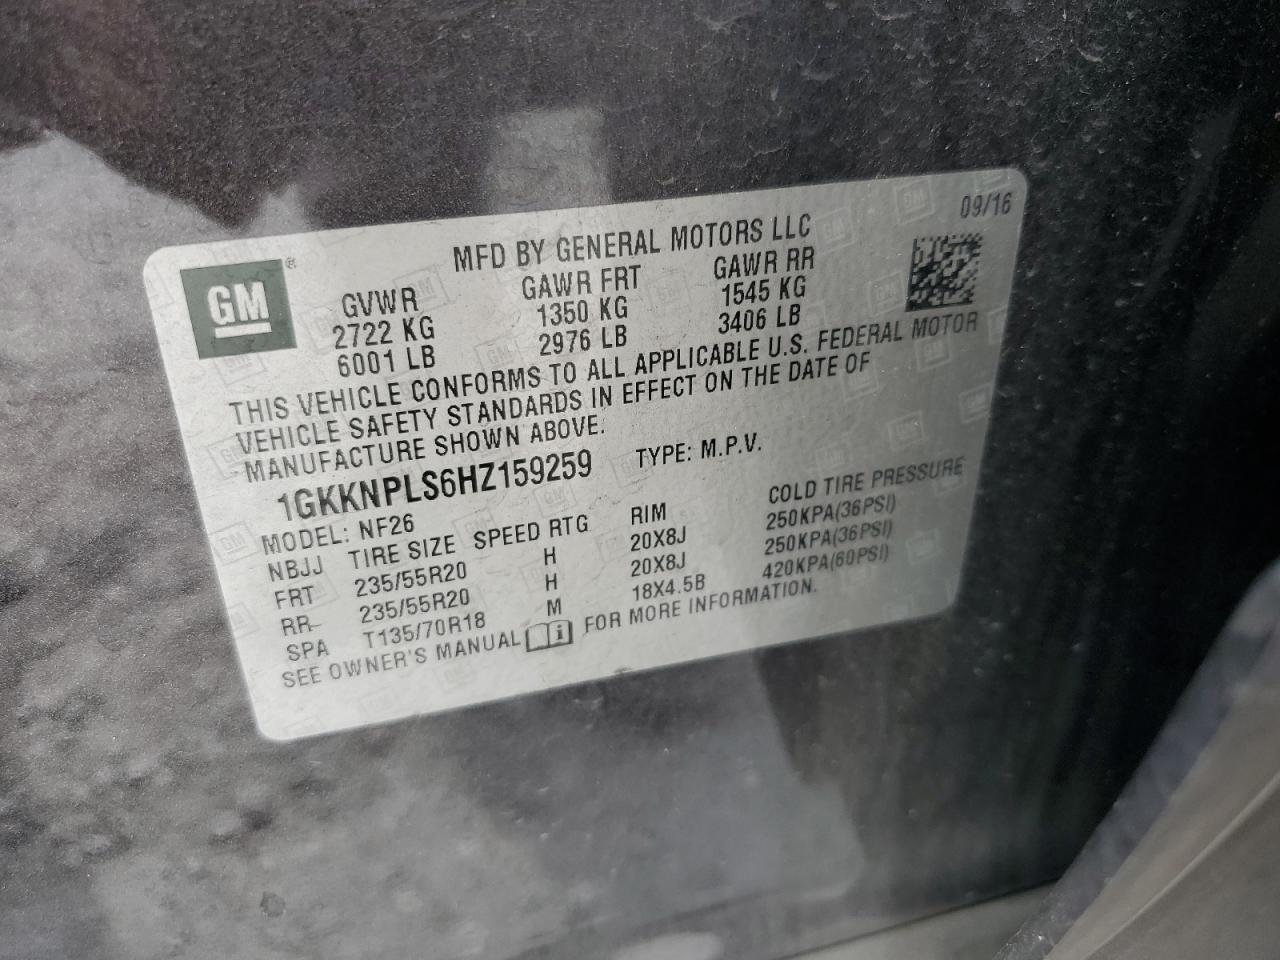 09/16
GM ®
MFD BY GENERAL MOTORS LLC
GVWR GAWR FRT GAWR RR
2722 KG 1350 KG 1545 KG
6001 LB 2976 LB 3406 LB
THIS VEHICLE CONFORMS TO ALL APPLICABLE U.S. FEDERAL MOTOR
VEHICLE SAFETY STANDARDS IN EFFECT ON THE DATE OF
MANUFACTURE SHOWN ABOVE.
1GKKNPLS6HZ159259 TYPE: M.P.V.
MODEL: NF26
NBJJ TIRE SIZE SPEED RTG RIM COLD TIRE PRESSURE
FRT 235/55R20 H 20X8J 250KPA(36PSI)
RR 235/55R20 H 20X8J 250KPA(36PSI)
SPA T135/70R18 M 18X4.5B 420KPA(60PSI)
SEE OWNER'S MANUAL FOR MORE INFORMATION.